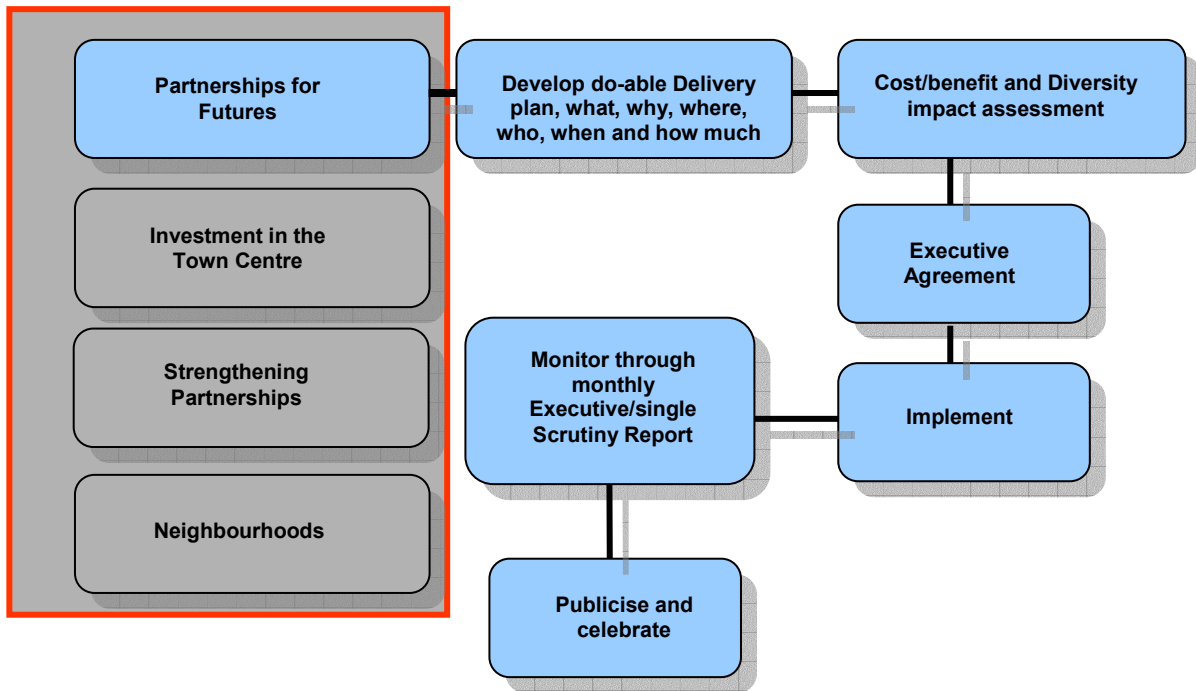 Partnerships for
Futures
Develop do-able Delivery
plan, what, why, where,
who, when and how much
Cost/benefit and Diversity
impact assessment
Investment in the
Town Centre
Executive
Agreement
Strengthening
Partnerships
Monitor through
monthly
Executive/single
Scrutiny Report
Implement
Neighbourhoods
Publicise and
celebrate